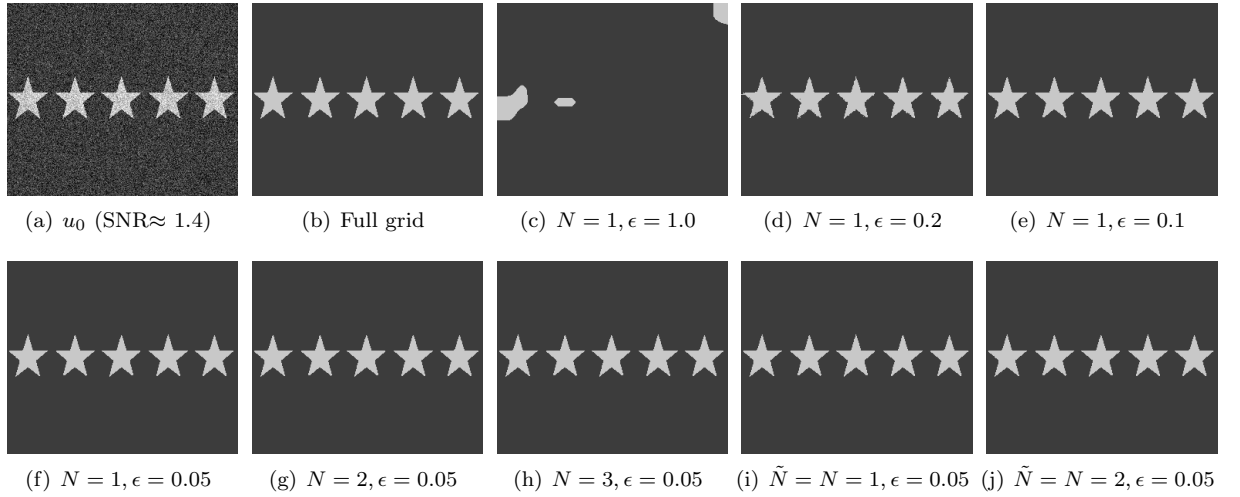 (a) u₀ (SNR≈ 1.4)
(b) Full grid
(c) N = 1, ϵ = 1.0
(d) N = 1, ϵ = 0.2
(e) N = 1, ϵ = 0.1
(f) N = 1, ϵ = 0.05
(g) N = 2, ϵ = 0.05
(h) N = 3, ϵ = 0.05
(i) Ñ = N = 1, ϵ = 0.05
(j) Ñ = N = 2, ϵ = 0.05